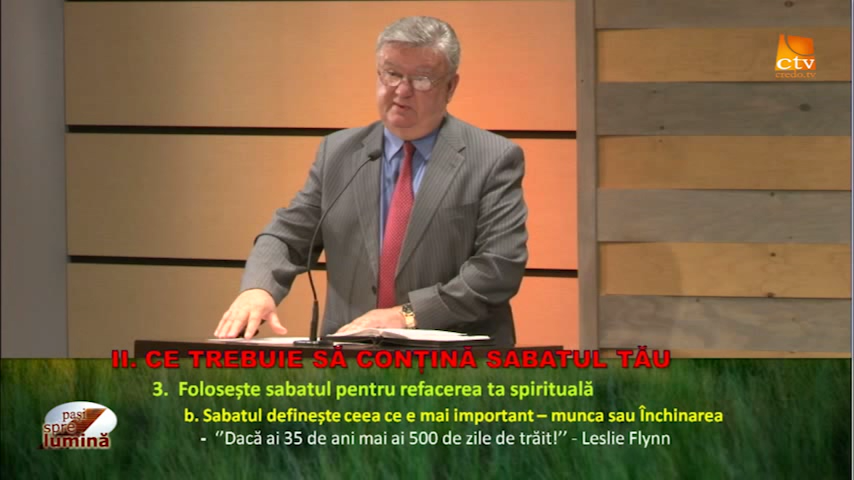 ctv
credo.tv
II. CE TREBUIE SĂ CONȚINĂ SABATUL TĂU
3. Folosește sabatul pentru refacerea ta spirituală
b. Sabatul definește ceea ce e mai important – munca sau Închinarea
- ‘’Dacă ai 35 de ani mai ai 500 de zile de trăit!’’ - Leslie Flynn
pași
spre
lumină